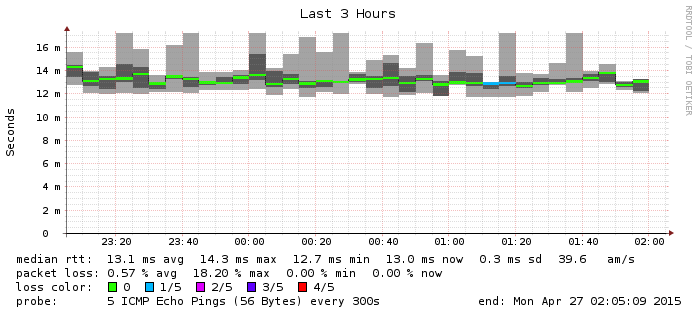 Last 3 Hours
RRDTOOL / TOBI OETIKER
Seconds
16 m
14 m
12 m
10 m
8 m
6 m
4 m
2 m
0
23:20 23:40 00:00 00:20 00:40 01:00 01:20 01:40 02:00
median rtt: 13.1 ms avg 14.3 ms max 12.7 ms min 13.0 ms now 0.3 ms sd 39.6 am/s
packet loss: 0.57 % avg 18.20 % max 0.00 % min 0.00 % now
loss color: 0 1/5 2/5 3/5 4/5
probe: 5 ICMP Echo Pings (56 Bytes) every 300s end: Mon Apr 27 02:05:09 2015